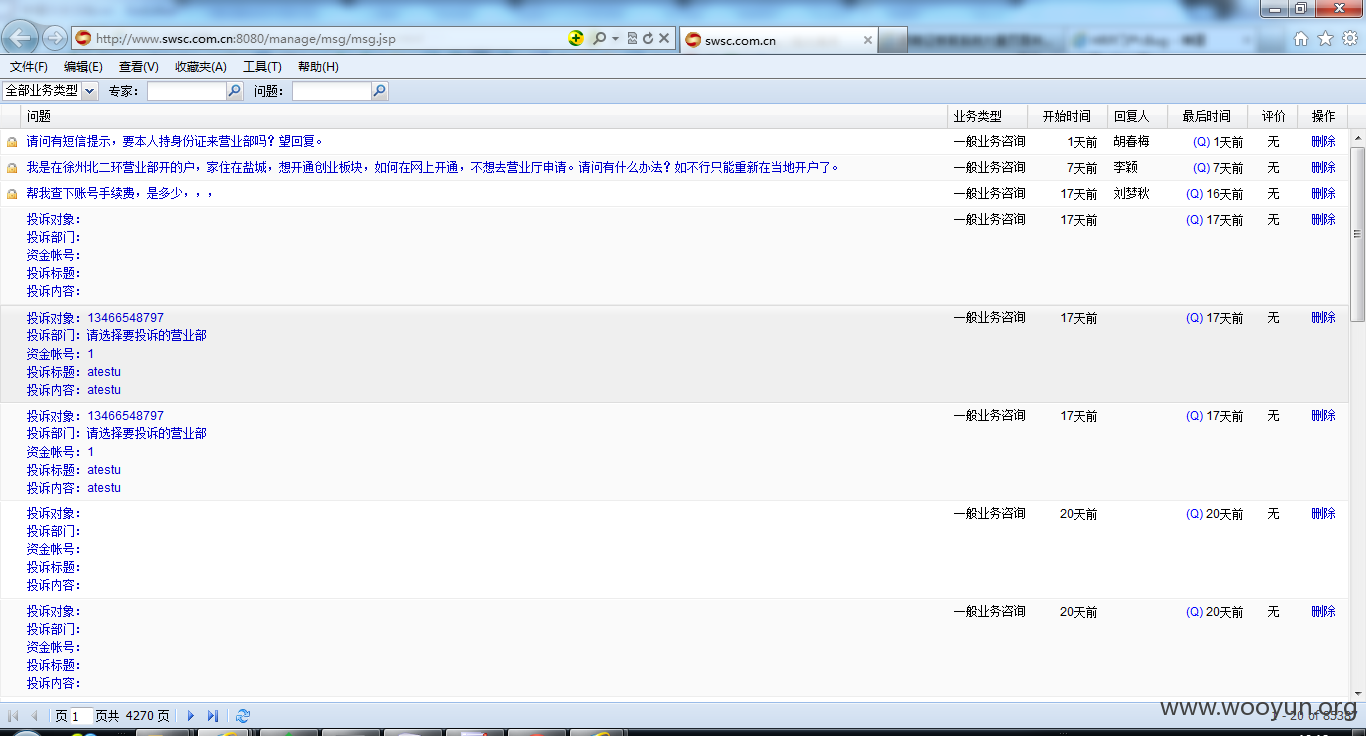 http://www.swsc.com.cn:8080/manage/msg/msg.jsp
swsc.com.cn
文件(F) 编辑(E) 查看(V) 收藏夹(A) 工具(T) 帮助(H)
全部业务类型 专家: 问题:
问题 业务类型 开始时间 回复人 最后时间 评价 操作
请问有短信提示，要本人持身份证来营业部吗？望回复。 一般业务咨询 1天前 胡春梅 (Q) 1天前 无 删除
我是在徐州北二环营业部开的户，家住在盐城，想开通创业板块，如何在网上开通，不想去营业厅申请。请问有什么办法？如不行只能重新在当地开户了。 一般业务咨询 7天前 李颖 (Q) 7天前 无 删除
帮我查下账号手续费，是多少，，， 一般业务咨询 17天前 刘梦秋 (Q) 16天前 无 删除
投诉对象： 一般业务咨询 17天前 (Q) 17天前 无 删除
投诉部门：
资金帐号：
投诉标题：
投诉内容：
投诉对象：13466548797 一般业务咨询 17天前 (Q) 17天前 无 删除
投诉部门：请选择要投诉的营业部
资金帐号：1
投诉标题：atestu
投诉内容：atestu
投诉对象：13466548797 一般业务咨询 17天前 (Q) 17天前 无 删除
投诉部门：请选择要投诉的营业部
资金帐号：1
投诉标题：atestu
投诉内容：atestu
投诉对象： 一般业务咨询 20天前 (Q) 20天前 无 删除
投诉部门：
资金帐号：
投诉标题：
投诉内容：
投诉对象： 一般业务咨询 20天前 (Q) 20天前 无 删除
投诉部门：
资金帐号：
投诉标题：
投诉内容：
页 1 页共 4270 页 - 20 of
www.wooyun.org